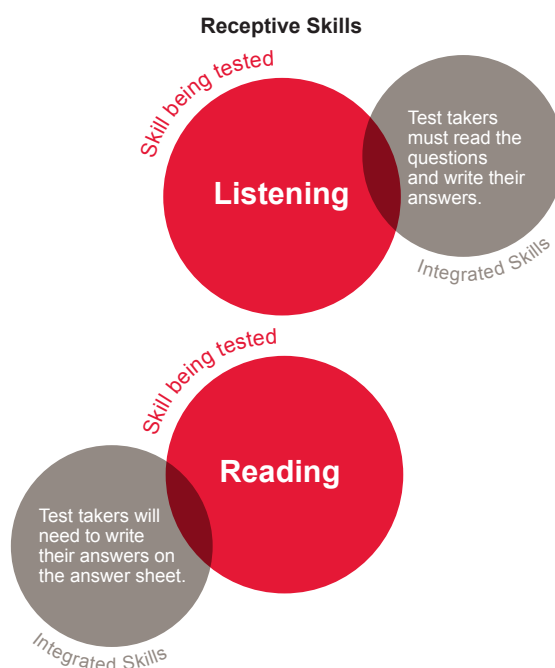 Receptive Skills
Skill being tested
Listening
Test takers
must read the
questions
and write their
answers.
Integrated Skills
Skill being tested
Reading
Test takers will
need to write
their answers on
the answer sheet.
Integrated Skills